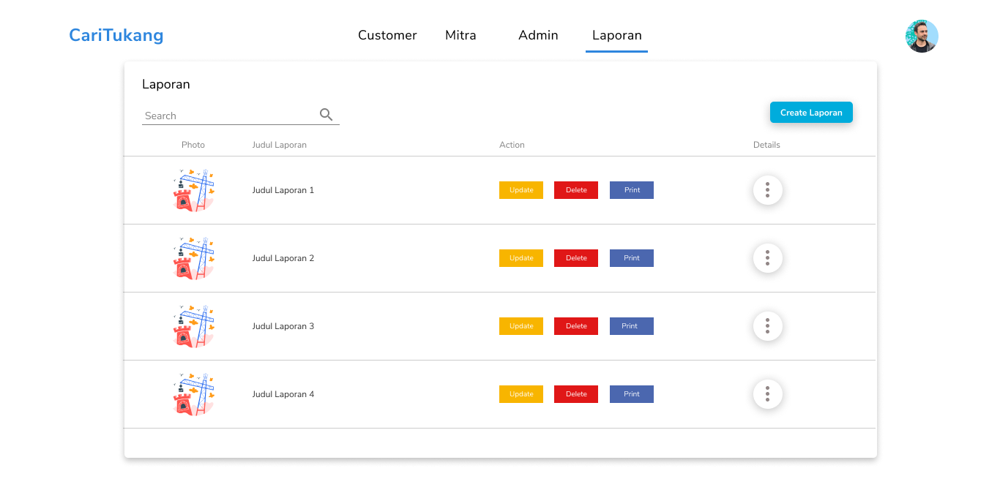 CariTukang Customer Mitra Admin Laporan
Laporan
Search
Create Laporan
Photo Judul Laporan Action Details
Judul Laporan 1 Update Delete Print
Judul Laporan 2 Update Delete Print
Judul Laporan 3 Update Delete Print
Judul Laporan 4 Update Delete Print